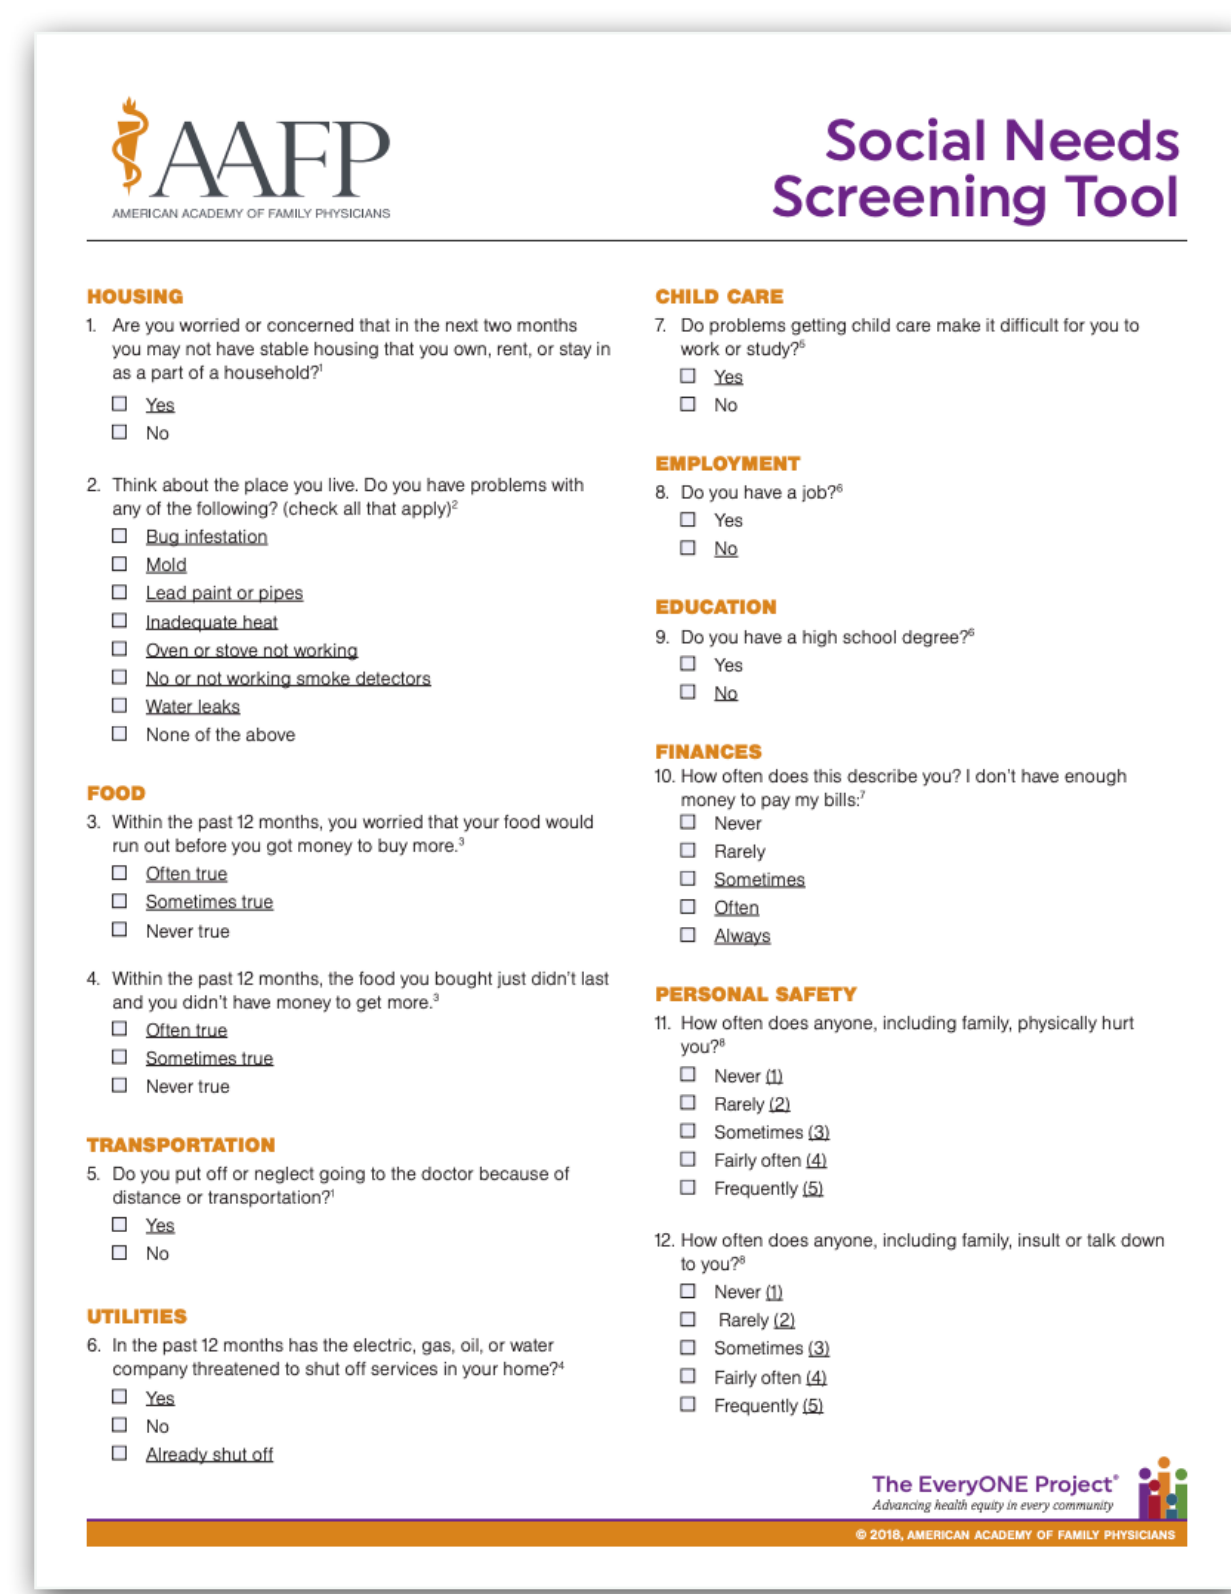 AAFP
AMERICAN ACADEMY OF FAMILY PHYSICIANS
Social Needs
Screening Tool
HOUSING
1. Are you worried or concerned that in the next two months
you may not have stable housing that you own, rent, or stay in
as a part of a household?¹
Yes
No
2. Think about the place you live. Do you have problems with
any of the following? (check all that apply)²
Bug infestation
Mold
Lead paint or pipes
Inadequate heat
Oven or stove not working
No or not working smoke detectors
Water leaks
None of the above
FOOD
3. Within the past 12 months, you worried that your food would
run out before you got money to buy more.³
Often true
Sometimes true
Never true
4. Within the past 12 months, the food you bought just didn't last
and you didn't have money to get more.³
Often true
Sometimes true
Never true
TRANSPORTATION
5. Do you put off or neglect going to the doctor because of
distance or transportation?¹
Yes
No
UTILITIES
6. In the past 12 months has the electric, gas, oil, or water
company threatened to shut off services in your home?⁴
Yes
No
Already shut off
CHILD CARE
7. Do problems getting child care make it difficult for you to
work or study?⁵
Yes
No
EMPLOYMENT
8. Do you have a job?⁶
Yes
No
EDUCATION
9. Do you have a high school degree?⁶
Yes
No
FINANCES
10. How often does this describe you? I don't have enough
money to pay my bills:⁷
Never
Rarely
Sometimes
Often
Always
PERSONAL SAFETY
11. How often does anyone, including family, physically hurt
you?⁸
Never (1)
Rarely (2)
Sometimes (3)
Fairly often (4)
Frequently (5)
12. How often does anyone, including family, insult or talk down
to you?⁸
Never (1)
Rarely (2)
Sometimes (3)
Fairly often (4)
Frequently (5)
The EveryONE Project®
Advancing health equity in every community
© 2018, AMERICAN ACADEMY OF FAMILY PHYSICIANS